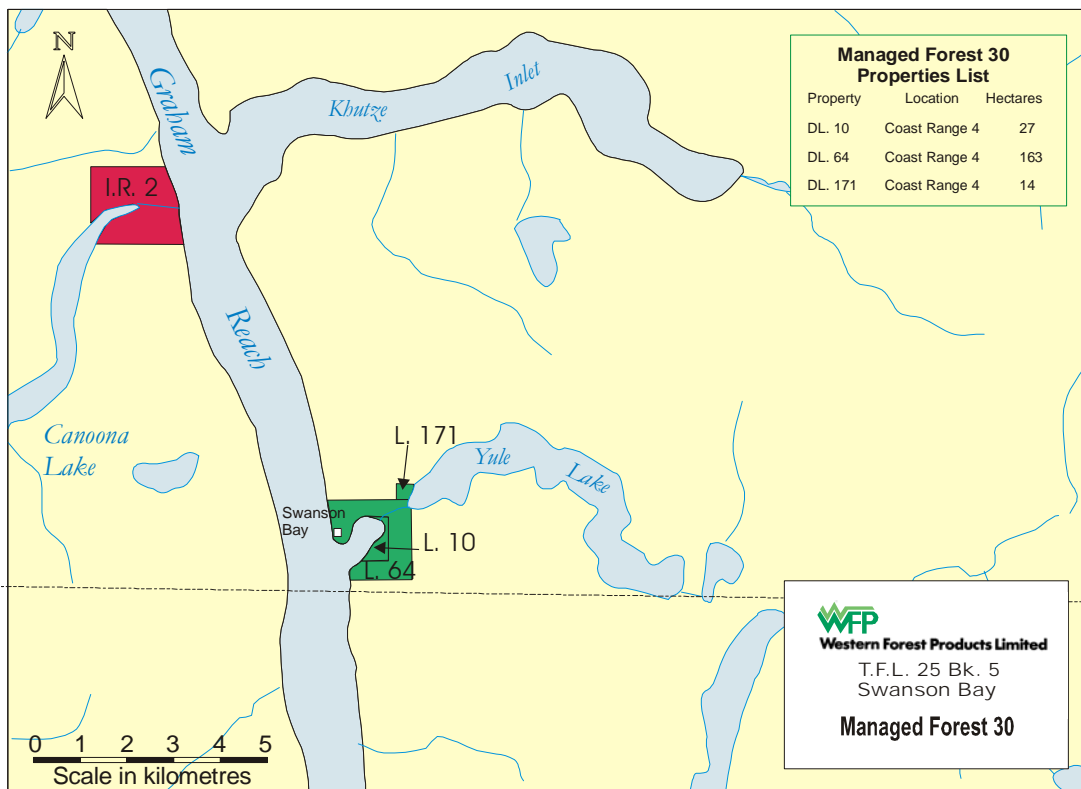 N
Graham
Reach
Khutze
Inlet
Managed Forest 30
Properties List
Property Location Hectares
DL. 10 Coast Range 4 27
DL. 64 Coast Range 4 163
DL. 171 Coast Range 4 14
I.R. 2
Canoona
Lake
L. 171
Yule
Lake
Swanson
Bay
L. 10
L. 64
WFP
Western Forest Products Limited
T.F.L. 25 Bk. 5
Swanson Bay
Managed Forest 30
0 1 2 3 4 5
Scale in kilometres